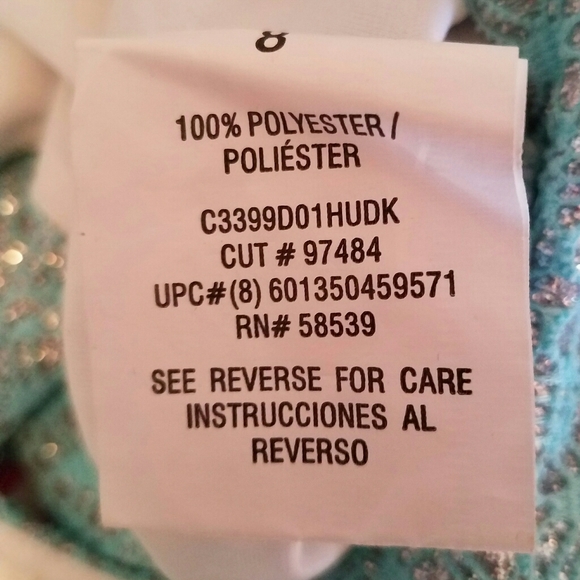 8
100% POLYESTER /
POLIÉSTER
C3399D01HUDK
CUT # 97484
UPC#(8) 601350459571
RN# 58539
SEE REVERSE FOR CARE
INSTRUCCIONES AL
REVERSO